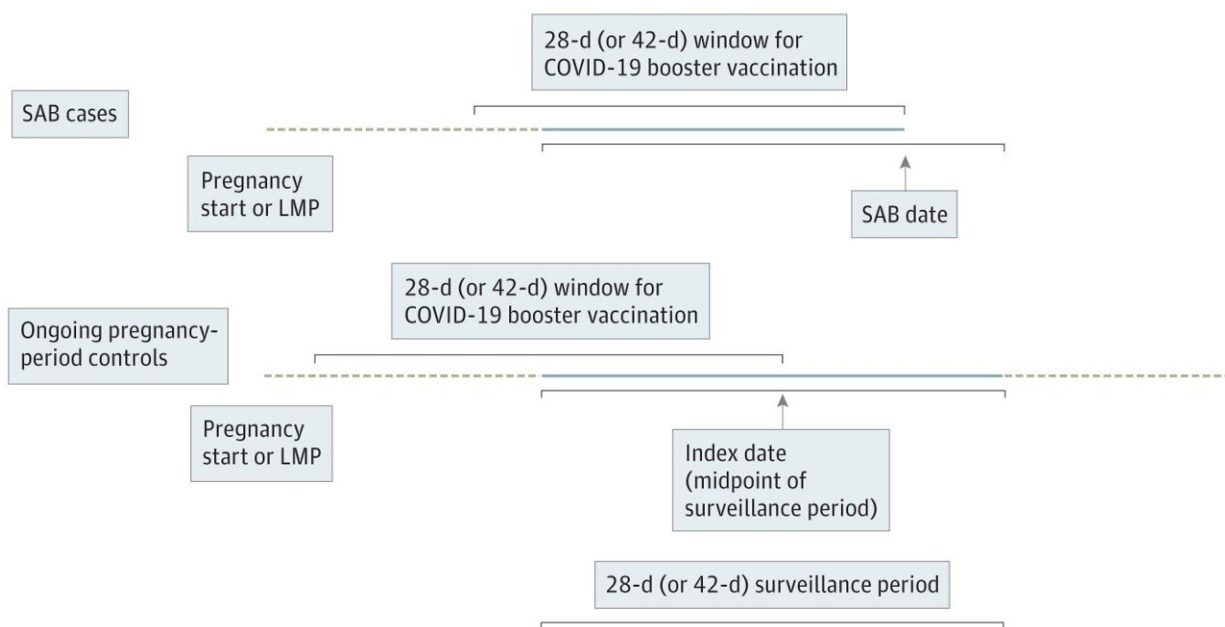 28-d (or 42-d) window for
COVID-19 booster vaccination
SAB cases
Pregnancy
start or LMP
SAB date
28-d (or 42-d) window for
COVID-19 booster vaccination
Ongoing pregnancy-
period controls
Pregnancy
start or LMP
Index date
(midpoint of
surveillance period)
28-d (or 42-d) surveillance period